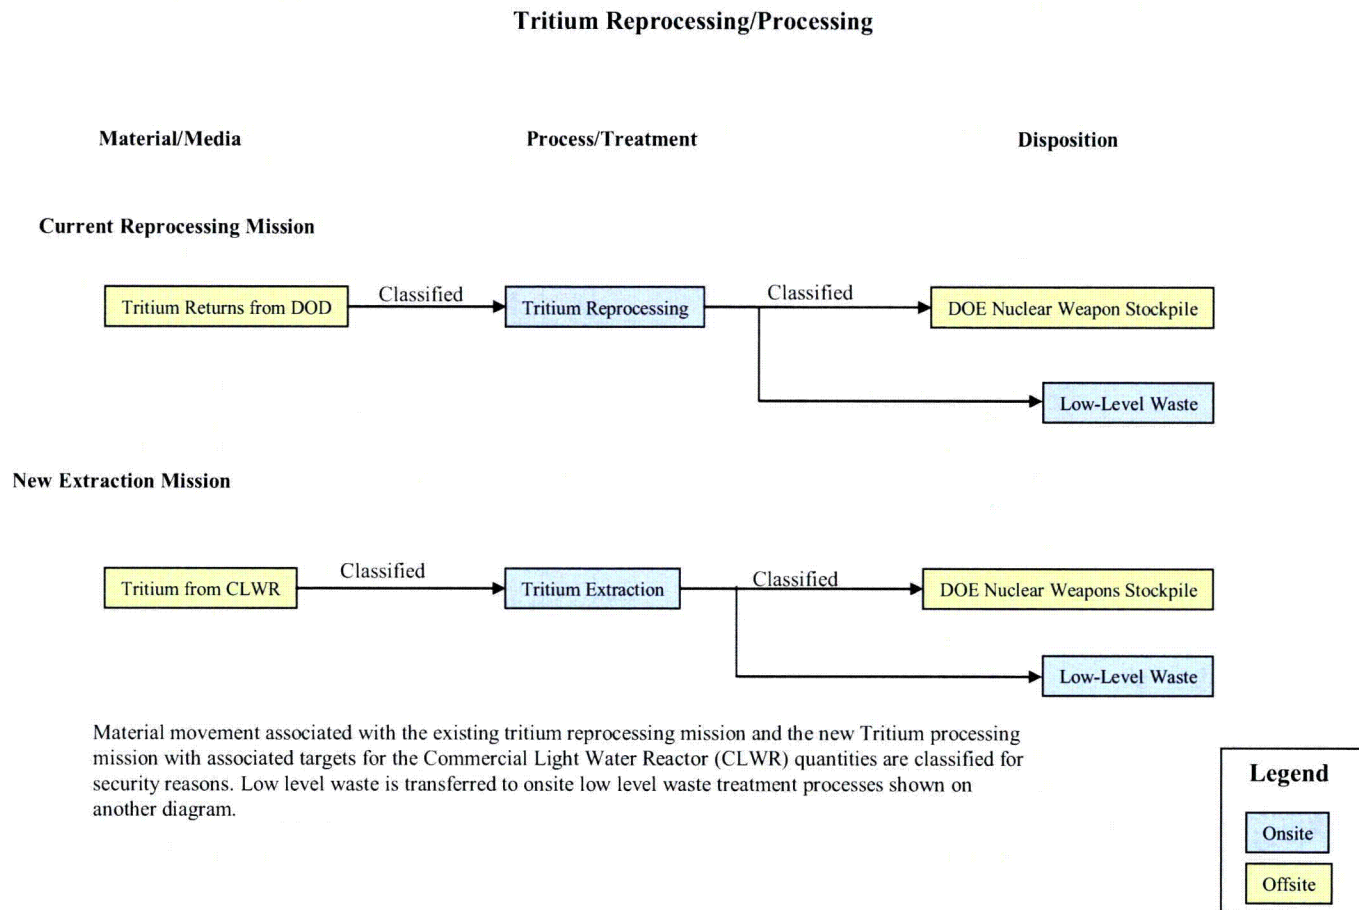 Tritium Reprocessing/Processing
Material/Media
Process/Treatment
Disposition
Current Reprocessing Mission
Tritium Returns from DOD
Classified
Tritium Reprocessing
Classified
DOE Nuclear Weapon Stockpile
Low-Level Waste
New Extraction Mission
Tritium from CLWR
Classified
Tritium Extraction
Classified
DOE Nuclear Weapons Stockpile
Low-Level Waste
Material movement associated with the existing tritium reprocessing mission and the new Tritium processing
mission with associated targets for the Commercial Light Water Reactor (CLWR) quantities are classified for
security reasons. Low level waste is transferred to onsite low level waste treatment processes shown on
another diagram.
Legend
Onsite
Offsite